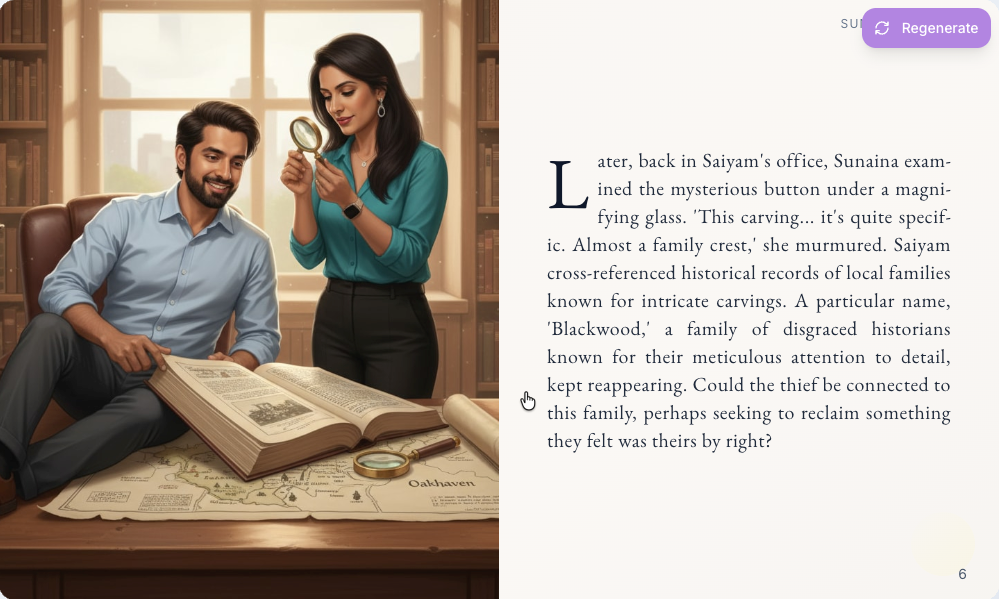 Regenerate
Later, back in Saiyam's office, Sunaina exam-
ined the mysterious button under a magni-
fying glass. 'This carving... it's quite specif-
ic. Almost a family crest,' she murmured. Saiyam
cross-referenced historical records of local families
known for intricate carvings. A particular name,
'Blackwood,' a family of disgraced historians
known for their meticulous attention to detail,
kept reappearing. Could the thief be connected to
this family, perhaps seeking to reclaim something
they felt was theirs by right?
Oakhaven
6